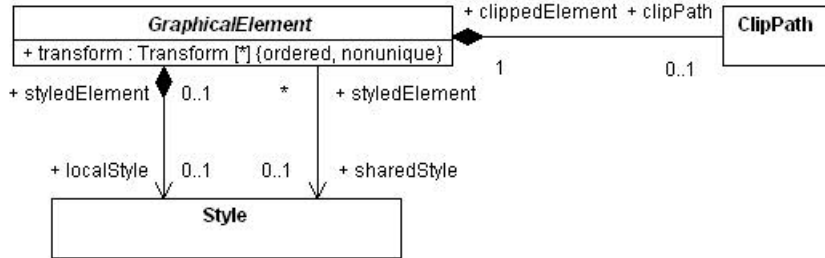 GraphicalElement
+ transform : Transform [*] {ordered, nonunique}
+ clippedElement + clipPath
ClipPath
1 0..1
+ styledElement 0..1 * + styledElement
+ localStyle 0..1 0..1 + sharedStyle
Style